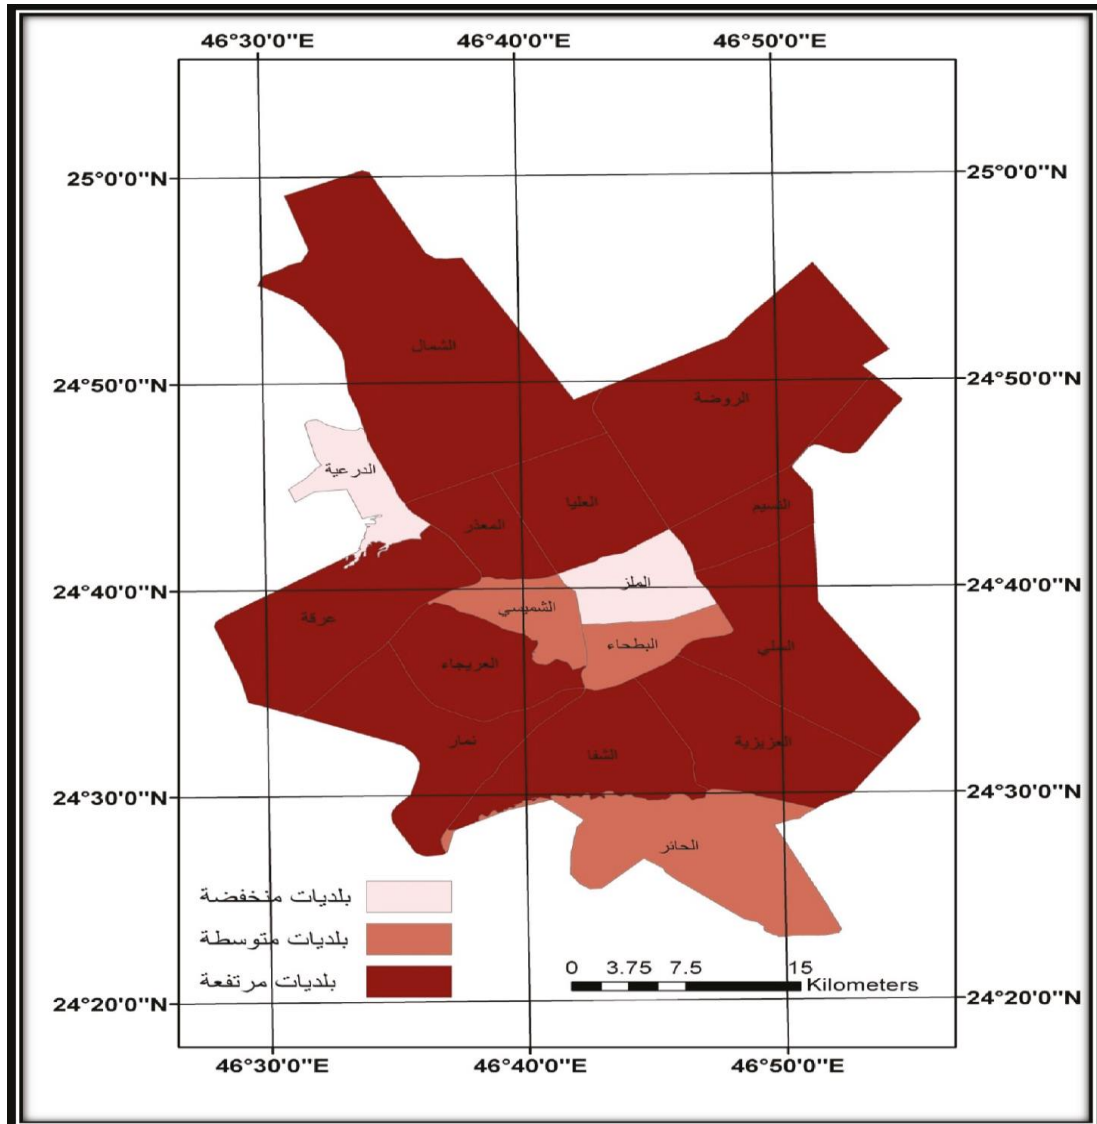 46°30'0"E 46°40'0"E 46°50'0"E
25°0'0"N 25°0'0"N
الشمال
24°50'0"N 24°50'0"N
الروضة
الدرعية
العليا
النسيم
المعذر
الملز
24°40'0"N 24°40'0"N
الشميسي
عرقة
البطحاء
السلي
العريجاء
نمار
العزيزية
الشفا
24°30'0"N 24°30'0"N
الحائر
بلديات منخفضة
بلديات متوسطة
بلديات مرتفعة
0 3.75 7.5 15
Kilometers
24°20'0"N 24°20'0"N
46°30'0"E 46°40'0"E 46°50'0"E